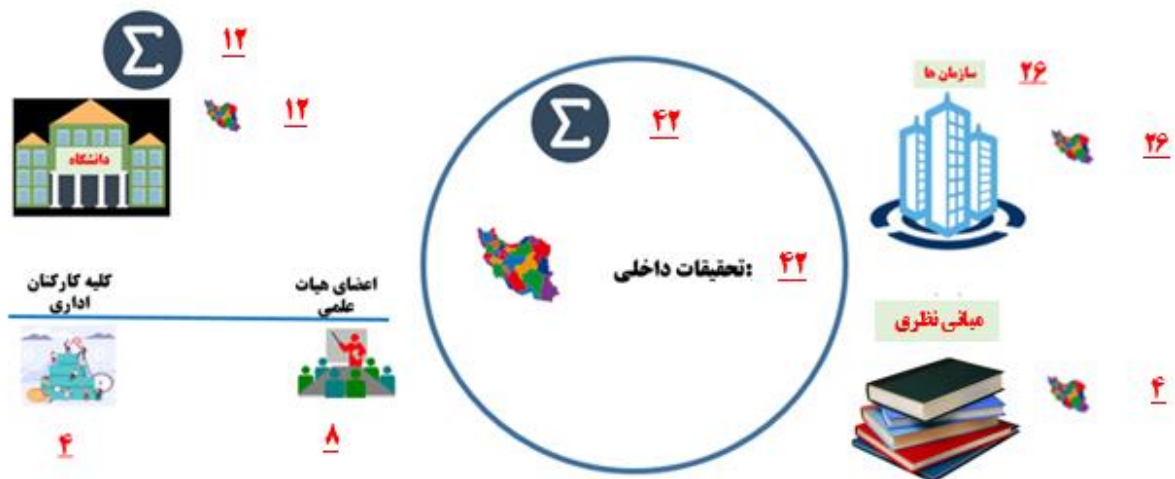 Σ ۱۲
۱۲
دانشگاه
کلیه کارکنان
اداری
۴
اعضای هیات
علمی
۸
Σ ۴۲
تحقیقات داخلی: ۴۲
سازمان ها ۲۶
۲۶
مبانی نظری
۴